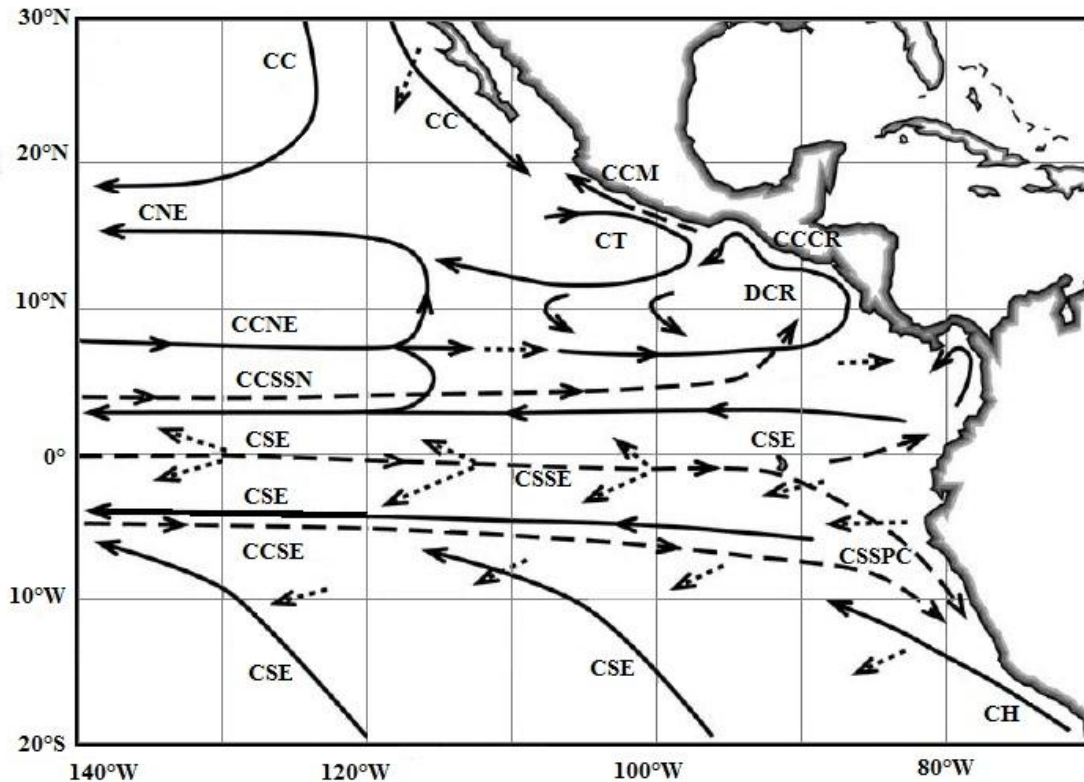 30°N
CC
CC
20°N
CCM
CNE
CT
CCCR
10°N
DCR
CCNE
CCSSN
CSE
CSE
0°
CSSE
CSE
CCSE
CSSPC
10°W
CSE
CSE
CH
20°S
140°W
120°W
100°W
80°W